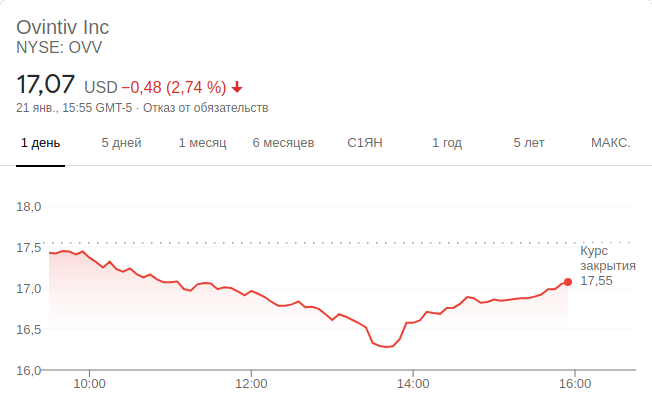 Ovintiv Inc
NYSE: OVV
17,07 USD −0,48 (2,74 %)
21 янв., 15:55 GMT-5 · Отказ от обязательств
1 день 5 дней 1 месяц 6 месяцев С1ЯН 1 год 5 лет МАКС.
18,0
17,5
Курс
закрытия
17,55
17,0
16,5
16,0
10:00 12:00 14:00 16:00